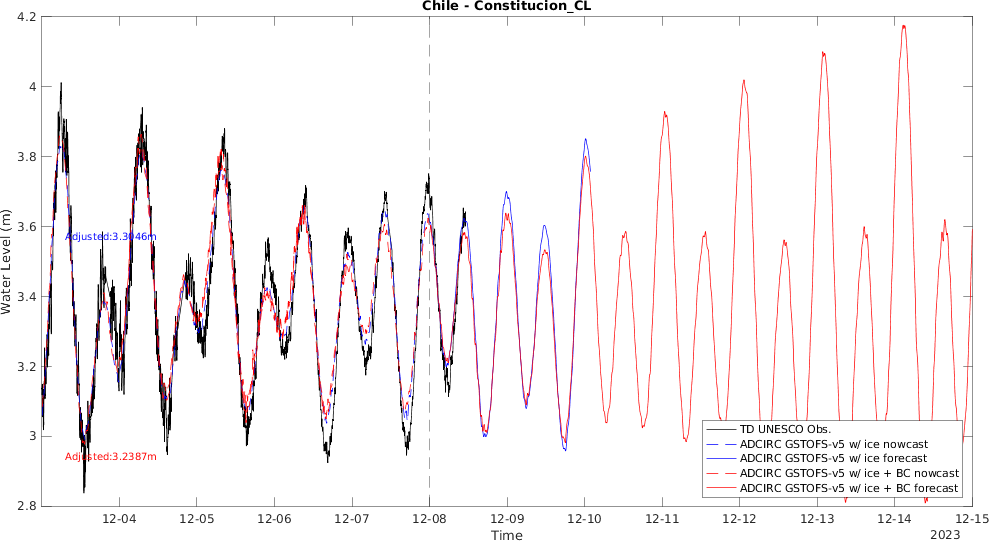 Chile - Constitucion_CL
4.2
4
3.8
3.6
3.4
3.2
3
2.8
Water Level (m)
Adjusted:3.3046m
Adjusted:3.2387m
TD UNESCO Obs.
ADCIRC GSTOFS-v5 w/ ice nowcast
ADCIRC GSTOFS-v5 w/ ice forecast
ADCIRC GSTOFS-v5 w/ ice + BC nowcast
ADCIRC GSTOFS-v5 w/ ice + BC forecast
12-04 12-05 12-06 12-07 12-08 12-09 12-10 12-11 12-12 12-13 12-14 12-15
Time
2023